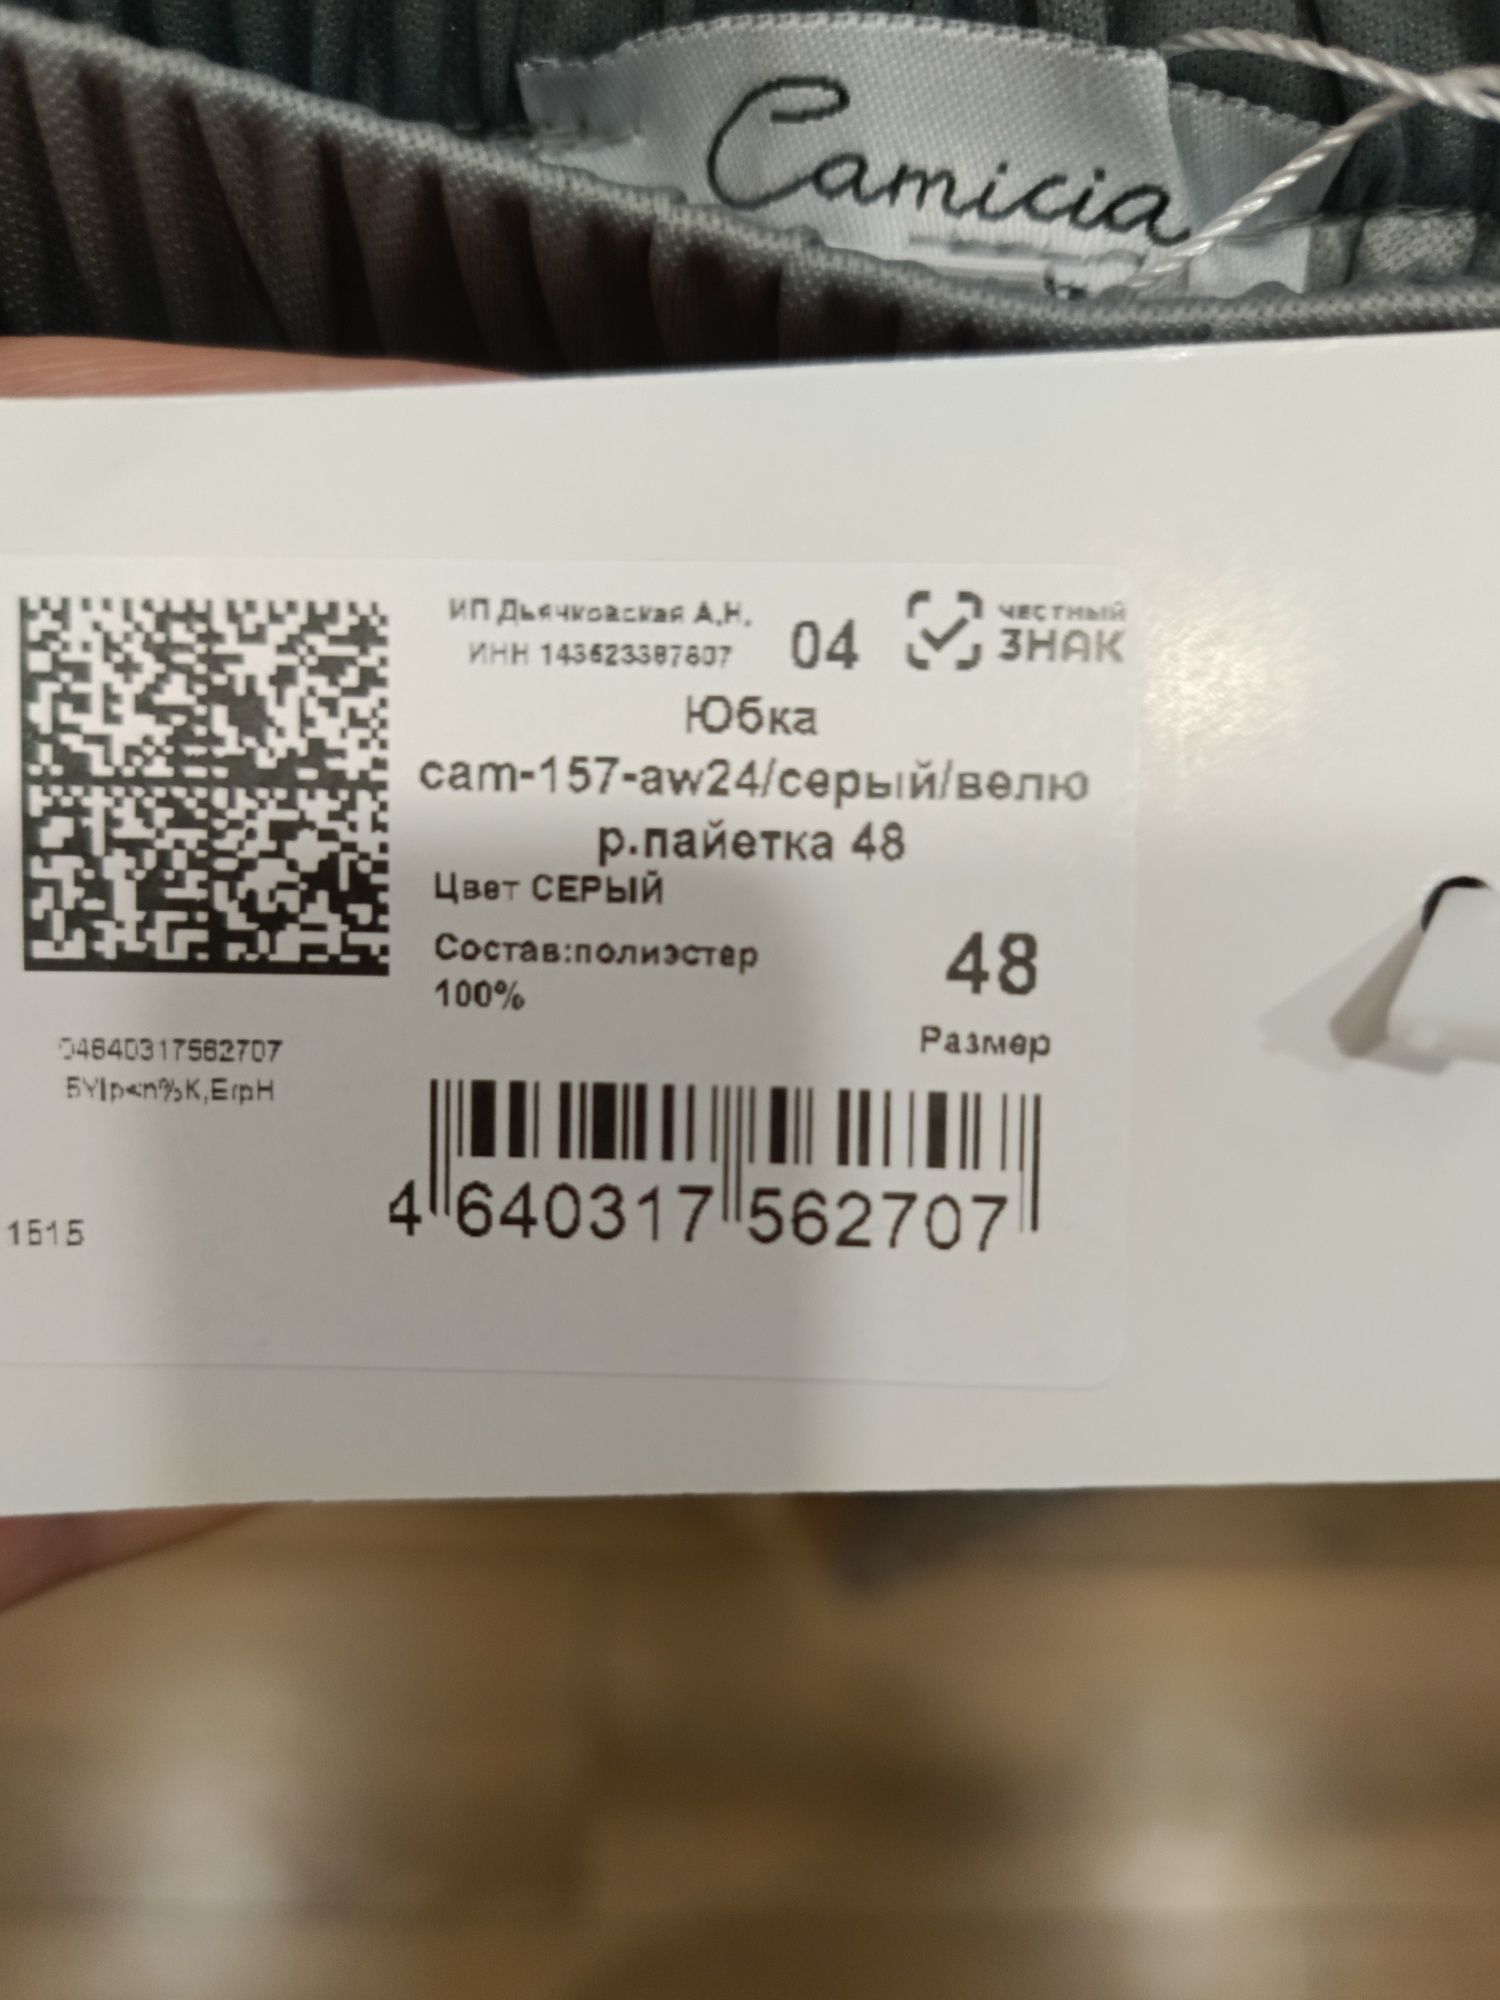 Camicia
ИП Дьячковская А.Н.
ИНН 143623387807
04
ЧЕСТНЫЙ
ЗНАК
Юбка
cam-157-aw24/серый/велю
р.пайетка 48
Цвет СЕРЫЙ
Состав:полиэстер
100%
48
Размер
04640317562707
1515
4 640317 562707